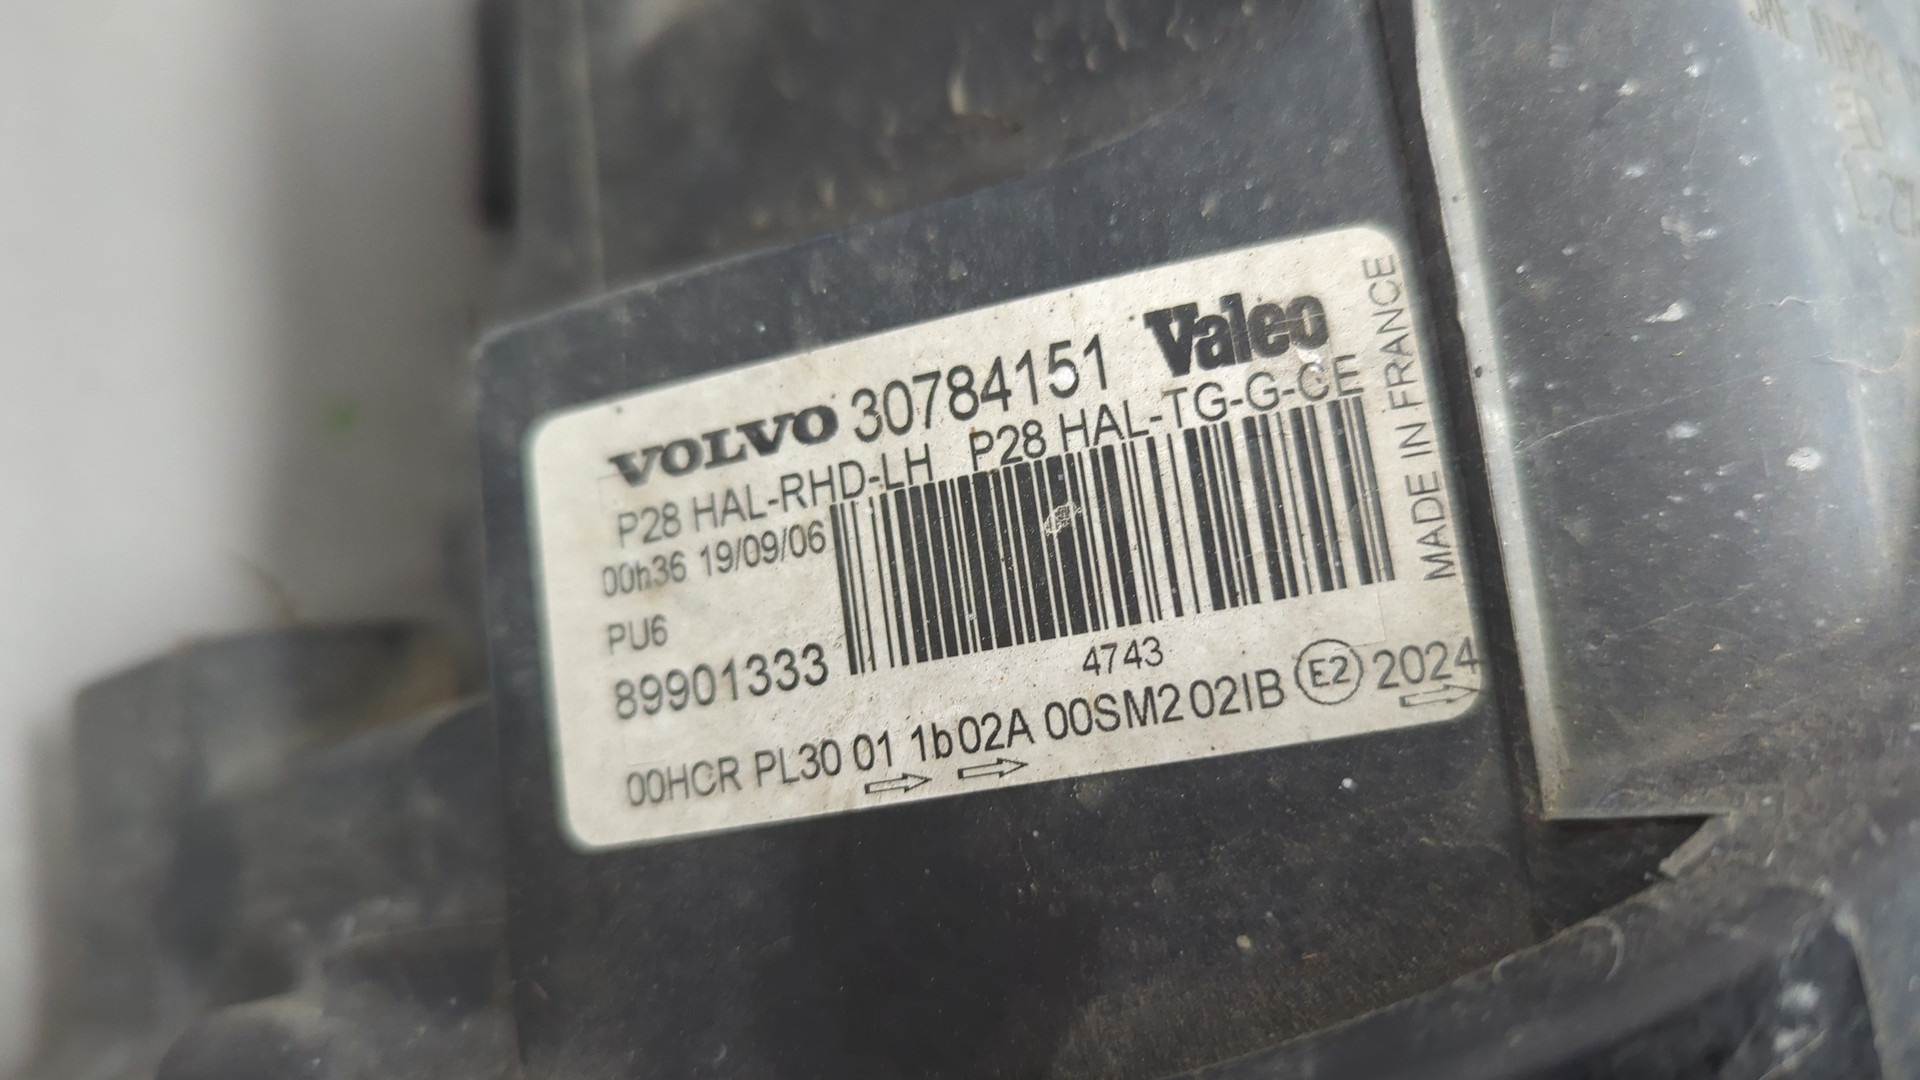 VOLVO 30784151 Valeo
P28 HAL-RHD-LH P28 HAL-TG-G-CE
00h36 19/09/06
PU6
89901333
4743
00HCR PL30 01 1b02A 00SM2 02IB E2 2024
MADE IN FRANCE